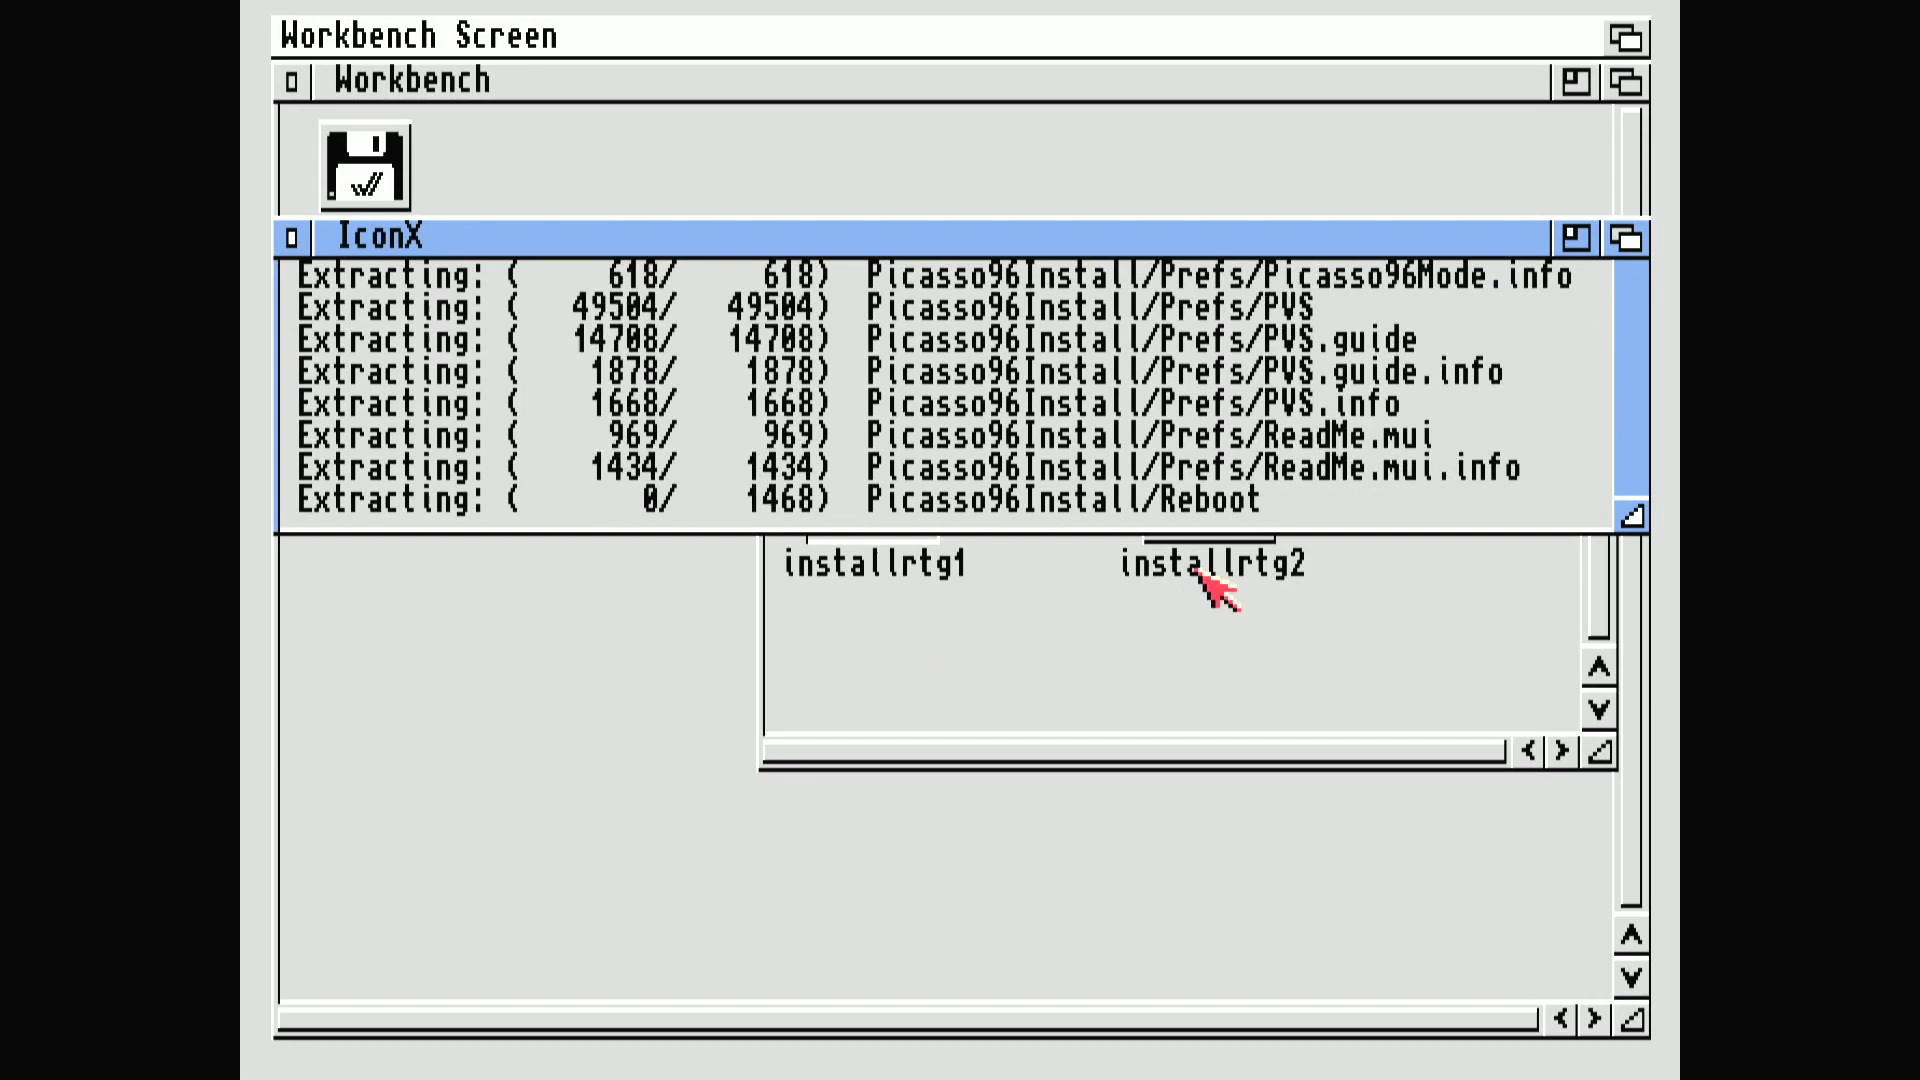 Workbench Screen
Workbench
IconX
Extracting: (     618/     618)  Picasso96Install/Prefs/Picasso96Mode.info
Extracting: (   49504/   49504)  Picasso96Install/Prefs/PVS
Extracting: (   14708/   14708)  Picasso96Install/Prefs/PVS.guide
Extracting: (    1878/    1878)  Picasso96Install/Prefs/PVS.guide.info
Extracting: (    1668/    1668)  Picasso96Install/Prefs/PVS.info
Extracting: (     969/     969)  Picasso96Install/Prefs/ReadMe.mui
Extracting: (    1434/    1434)  Picasso96Install/Prefs/ReadMe.mui.info
Extracting: (       0/    1468)  Picasso96Install/Reboot
installrtg1 installrtg2